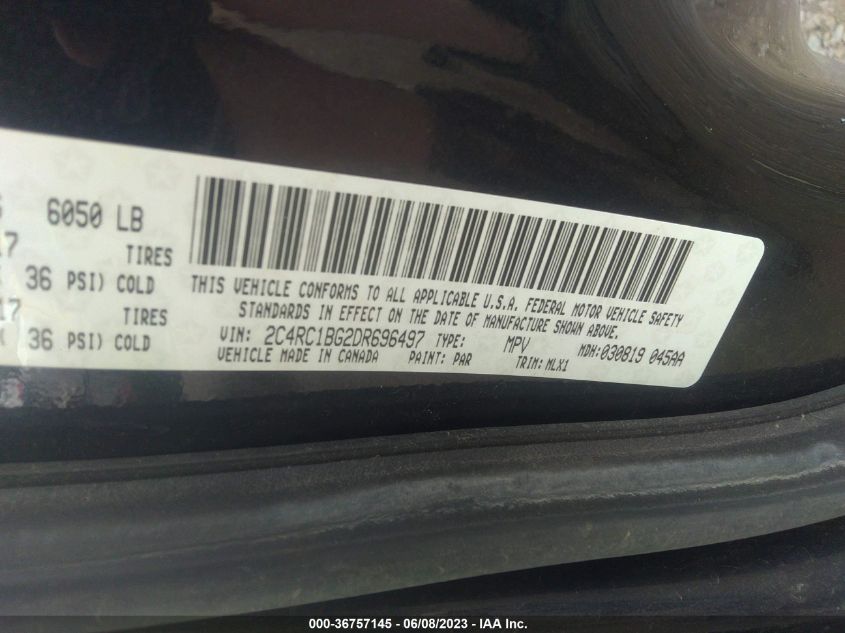 6050 LB
TIRES
36 PSI) COLD
TIRES
36 PSI) COLD
THIS VEHICLE CONFORMS TO ALL APPLICABLE U.S.A. FEDERAL MOTOR VEHICLE SAFETY
STANDARDS IN EFFECT ON THE DATE OF MANUFACTURE SHOWN ABOVE.
VIN: 2C4RC1BG2DR696497 TYPE: MPV MDH:030819 045AA
VEHICLE MADE IN CANADA PAINT: PAR TRIM: MLX1
000-36757145 - 06/08/2023 - IAA Inc.